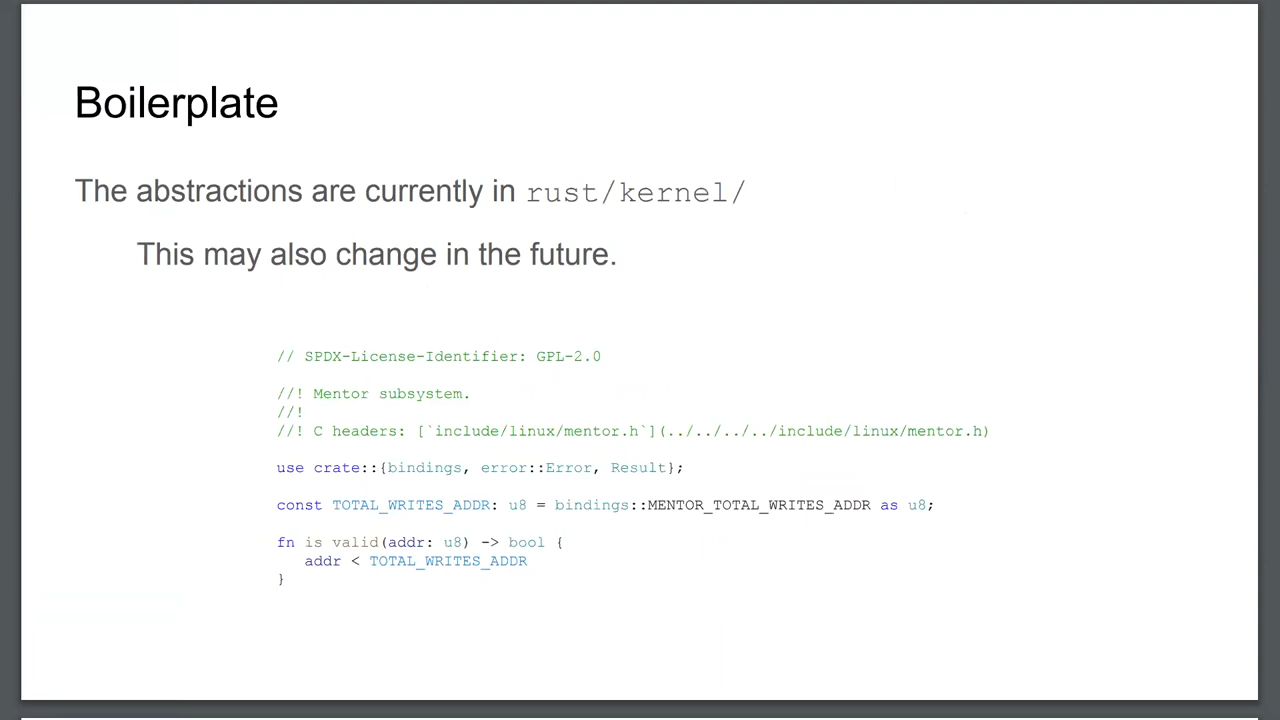 Boilerplate
The abstractions are currently in rust/kernel/
This may also change in the future.
// SPDX-License-Identifier: GPL-2.0
//! Mentor subsystem.
//!
//! C headers: [`include/linux/mentor.h`](../../../../include/linux/mentor.h)
use crate::{bindings, error::Error, Result};
const TOTAL_WRITES_ADDR: u8 = bindings::MENTOR_TOTAL_WRITES_ADDR as u8;
fn is valid(addr: u8) -> bool {
addr < TOTAL_WRITES_ADDR
}